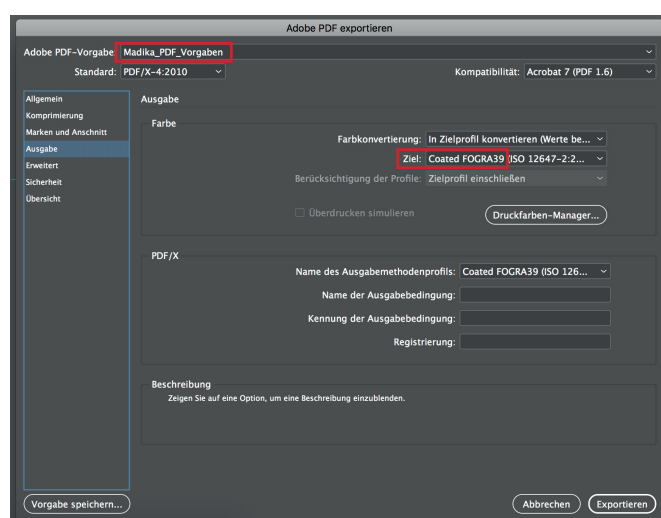 Adobe PDF exportieren
Adobe PDF-Vorgabe: Madika_PDF_Vorgaben
Standard: PDF/X-4:2010 Kompatibilität: Acrobat 7 (PDF 1.6)
Allgemein
Komprimierung
Marken und Anschnitt
Ausgabe
Erweitert
Sicherheit
Übersicht
Ausgabe
Farbe
Farbkonvertierung: In Zielprofil konvertieren (Werte be...
Ziel: Coated FOGRA39 (ISO 12647-2:2...
Berücksichtigung der Profile: Zielprofil einschließen
Überdrucken simulieren Druckfarben-Manager...
PDF/X
Name des Ausgabemethodenprofils: Coated FOGRA39 (ISO 126...
Name der Ausgabebedingung:
Kennung der Ausgabebedingung:
Registrierung:
Beschreibung
Zeigen Sie auf eine Option, um eine Beschreibung einzublenden.
Vorgabe speichern... Abbrechen Exportieren